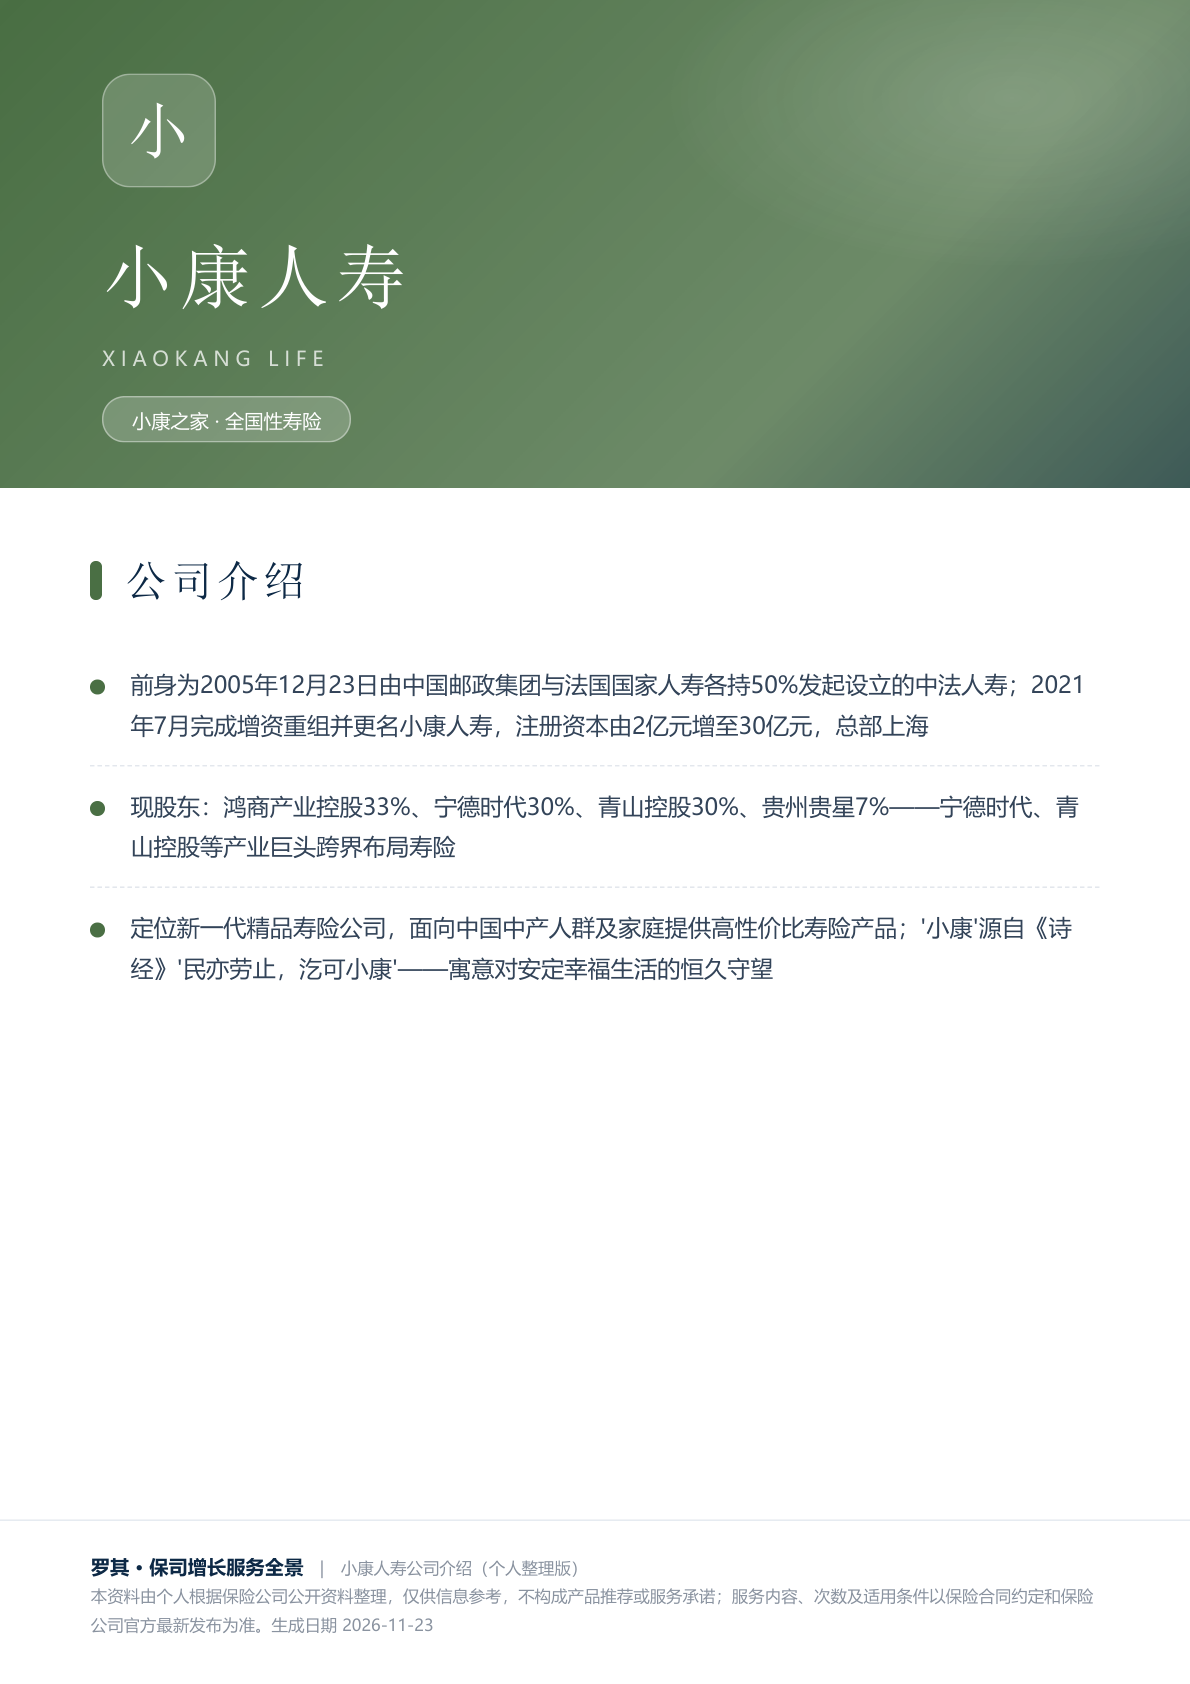 小
小康人寿
XIAOKANG LIFE
小康之家 · 全国性寿险
公司介绍
前身为2005年12月23日由中国邮政集团与法国国家人寿各持50%发起设立的中法人寿；2021
年7月完成增资重组并更名小康人寿，注册资本由2亿元增至30亿元，总部上海
现股东：鸿商产业控股33%、宁德时代30%、青山控股30%、贵州贵星7%——宁德时代、青
山控股等产业巨头跨界布局寿险
定位新一代精品寿险公司，面向中国中产人群及家庭提供高性价比寿险产品；'小康'源自《诗
经》'民亦劳止，汔可小康'——寓意对安定幸福生活的恒久守望
罗其 • 保司增长服务全景 ｜ 小康人寿公司介绍（个人整理版）
本资料由个人根据保险公司公开资料整理，仅供信息参考，不构成产品推荐或服务承诺；服务内容、次数及适用条件以保险合同约定和保险
公司官方最新发布为准。生成日期 2026-11-23